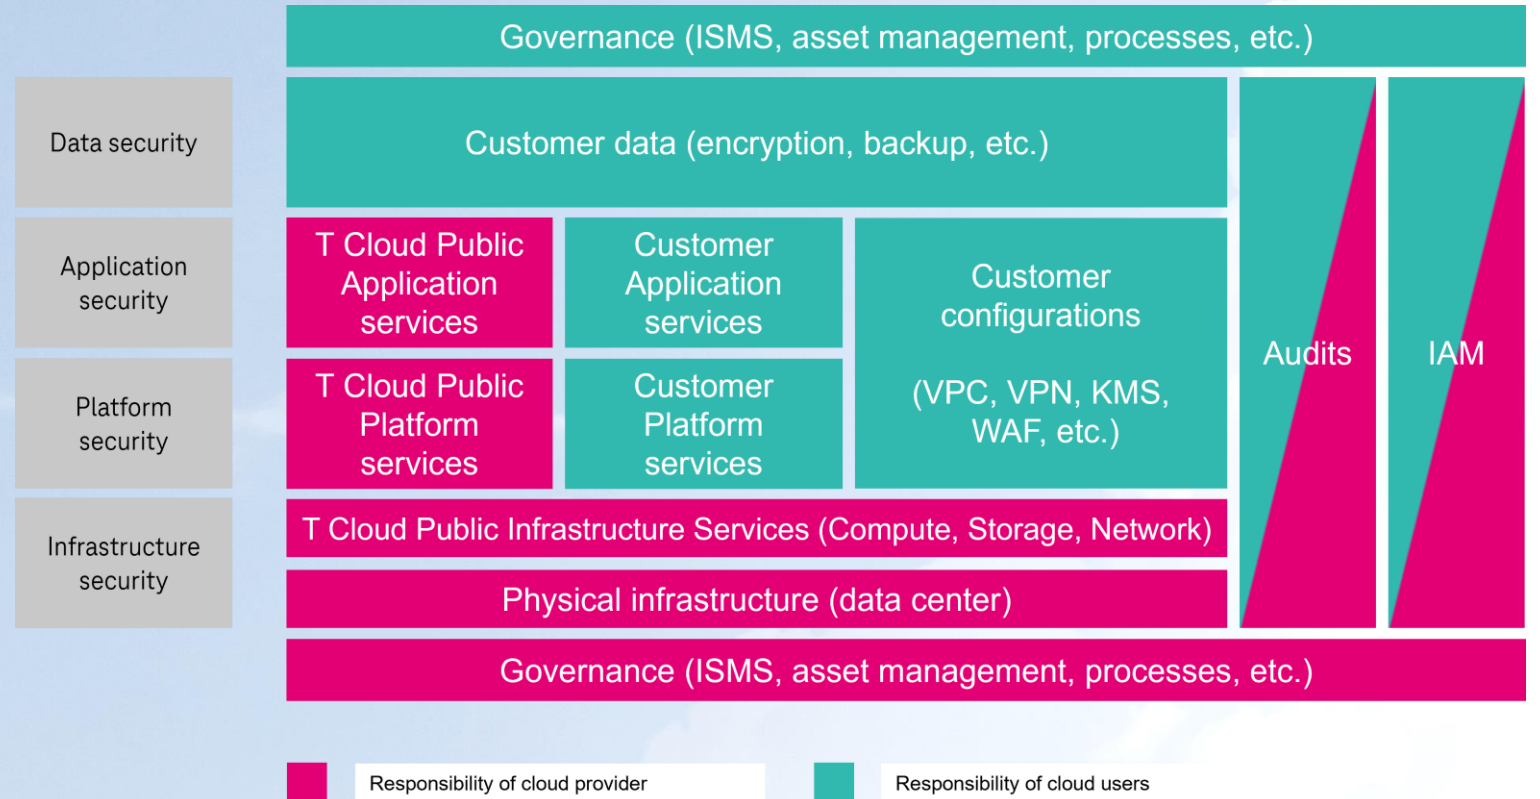 Governance (ISMS, asset management, processes, etc.)
Data security
Customer data (encryption, backup, etc.)
Application
security
T Cloud Public
Application
services
Customer
Application
services
Customer
configurations
(VPC, VPN, KMS,
WAF, etc.)
Audits
IAM
Platform
security
T Cloud Public
Platform
services
Customer
Platform
services
Infrastructure
security
T Cloud Public Infrastructure Services (Compute, Storage, Network)
Physical infrastructure (data center)
Governance (ISMS, asset management, processes, etc.)
Responsibility of cloud provider
Responsibility of cloud users